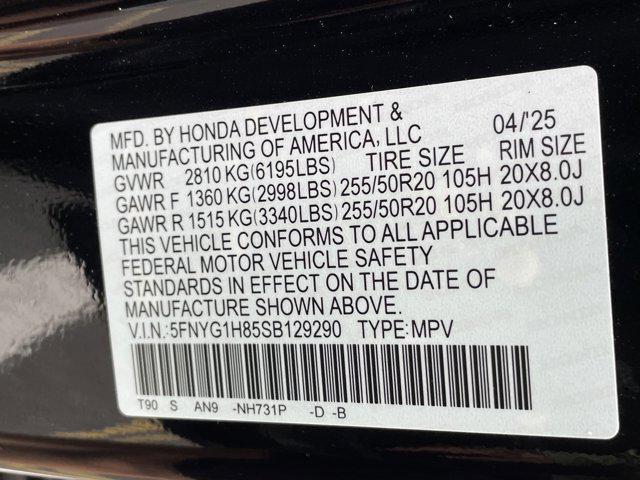 MFD. BY HONDA DEVELOPMENT &
MANUFACTURING OF AMERICA, LLC 04/'25
GVWR 2810 KG(6195LBS) TIRE SIZE RIM SIZE
GAWR F 1360 KG(2998LBS) 255/50R20 105H 20X8.0J
GAWR R 1515 KG(3340LBS) 255/50R20 105H 20X8.0J
THIS VEHICLE CONFORMS TO ALL APPLICABLE
FEDERAL MOTOR VEHICLE SAFETY
STANDARDS IN EFFECT ON THE DATE OF
MANUFACTURE SHOWN ABOVE.
V.I.N.:5FNYG1H85SB129290 TYPE:MPV
T90 S AN9 -NH731P -D -B